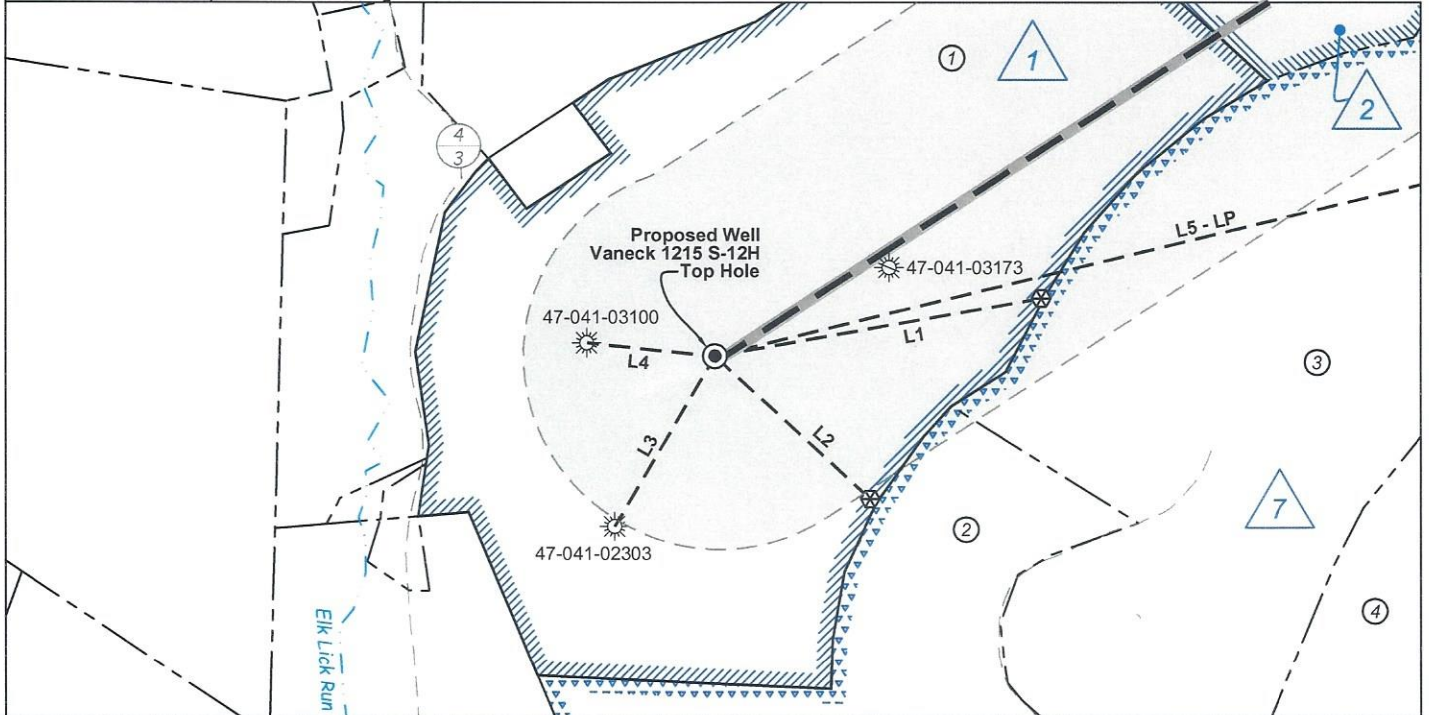 1
1
2
4
3
Proposed Well
Vaneck 1215 S-12H
Top Hole
L5 - LP
47-041-03173
47-041-03100
L1
L4
3
L2
L3
7
2
47-041-02303
4
Elk Lick Run